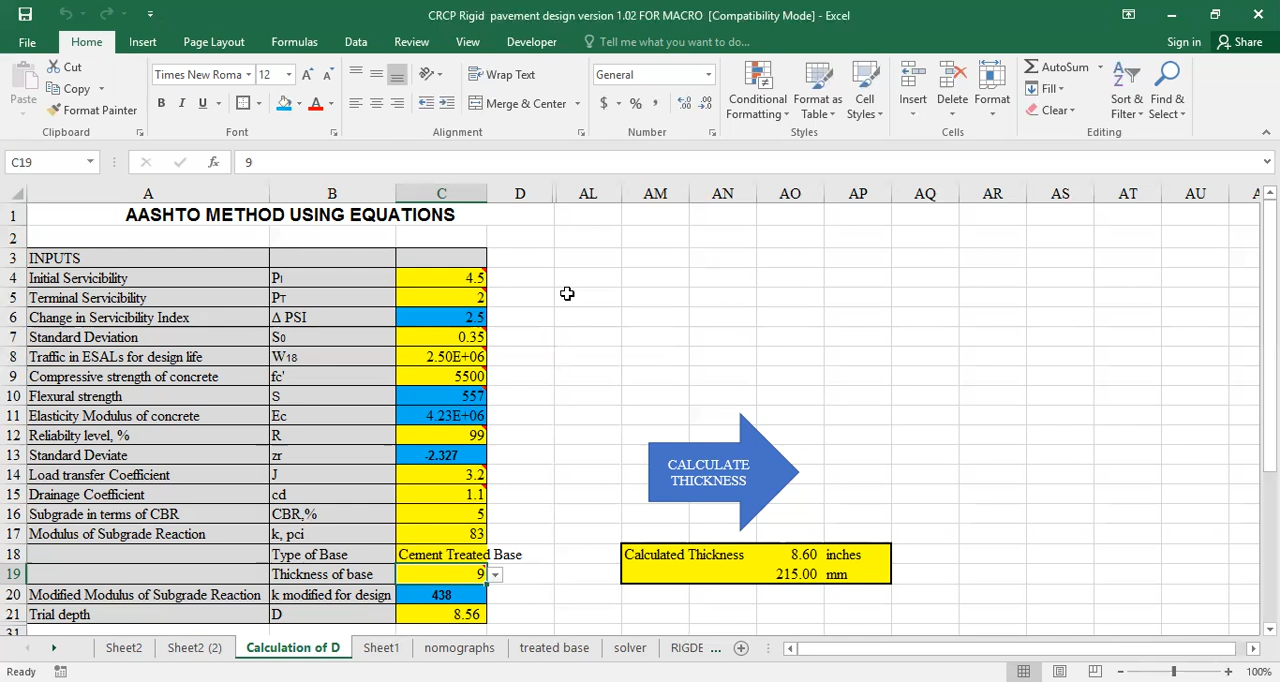 CRCP Rigid pavement design version 1.02 FOR MACRO [Compatibility Mode] - Excel
File Home Insert Page Layout Formulas Data Review View Developer Tell me what you want to do... Sign in Share
Paste Cut Copy Format Painter Clipboard
Times New Roma 12 B I U A Font
Wrap Text Merge & Center Alignment
General $ % , Number
Conditional Formatting Format as Table Cell Styles Styles
Insert Delete Format Cells
AutoSum Fill Clear Sort & Filter Find & Select Editing
C19 fx 9
A B C D AL AM AN AO AP AQ AR AS AT AU
1 AASHTO METHOD USING EQUATIONS
2
3 INPUTS
4 Initial Servicibility PI 4.5
5 Terminal Servicibility PT 2
6 Change in Servicibility Index Δ PSI 2.5
7 Standard Deviation S0 0.35
8 Traffic in ESALs for design life W18 2.50E+06
9 Compressive strength of concrete fc' 5500
10 Flexural strength S 557
11 Elasticity Modulus of concrete Ec 4.23E+06
12 Reliabilty level, % R 99
13 Standard Deviate zr -2.327
14 Load transfer Coefficient J 3.2
15 Drainage Coefficient cd 1.1
16 Subgrade in terms of CBR CBR,% 5
17 Modulus of Subgrade Reaction k, pci 83
18 Type of Base Cement Treated Base
19 Thickness of base 9
20 Modified Modulus of Subgrade Reaction k modified for design 438
21 Trial depth D 8.56
31
CALCULATE
THICKNESS
Calculated Thickness 8.60 inches
215.00 mm
Sheet2 Sheet2 (2) Calculation of D Sheet1 nomographs treated base solver RIGDE ...
Ready 100%